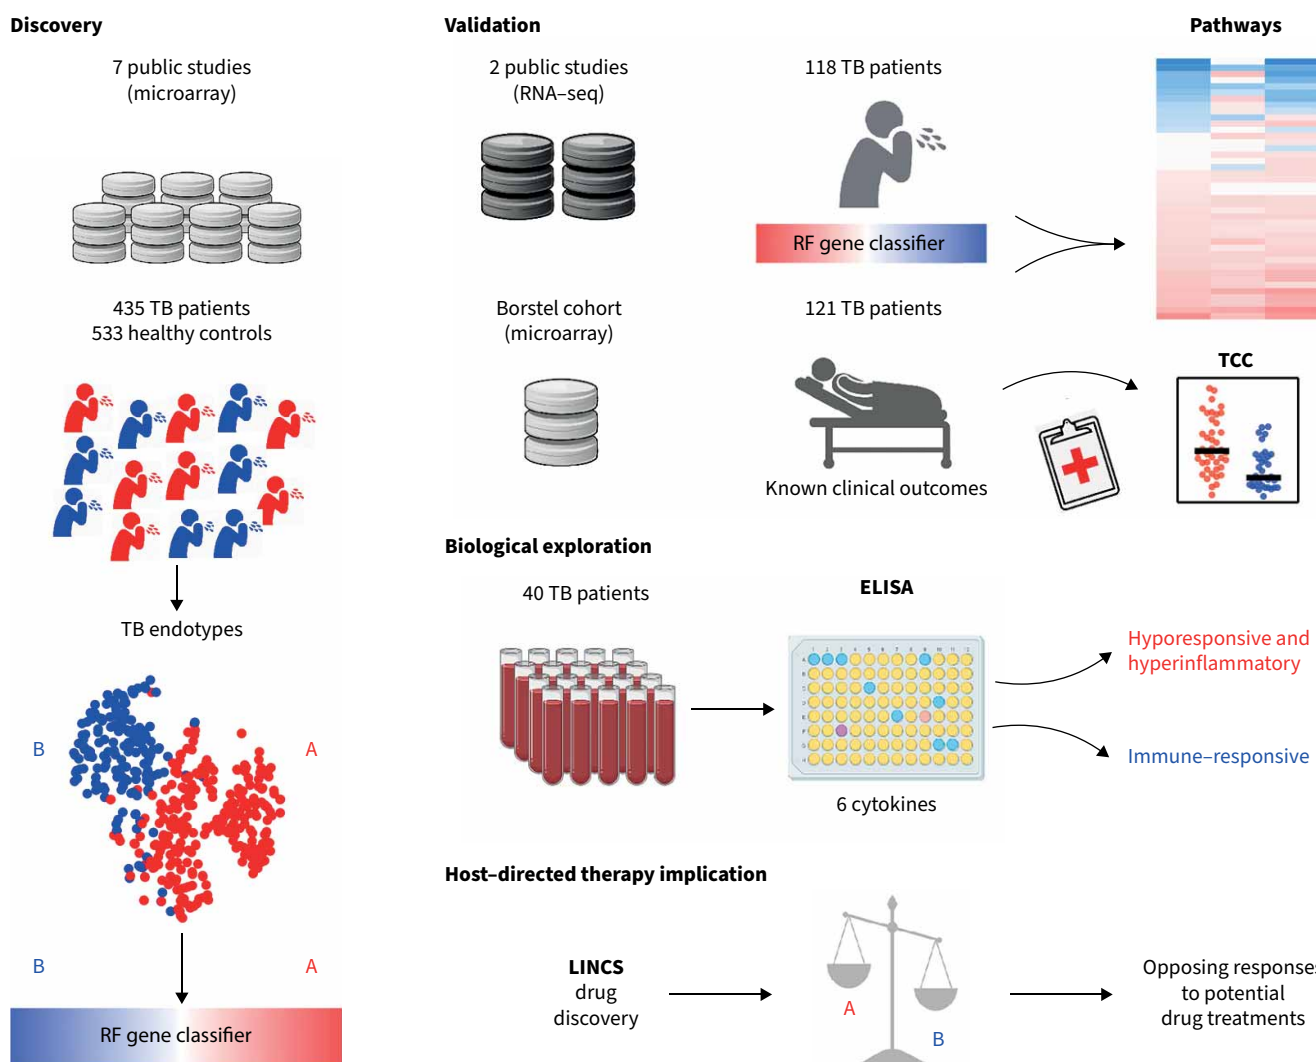 Discovery
7 public studies
(microarray)
435 TB patients
533 healthy controls
TB endotypes
B
A
B
A
RF gene classifier
Validation
2 public studies
(RNA–seq)
118 TB patients
RF gene classifier
Pathways
Borstel cohort
(microarray)
121 TB patients
Known clinical outcomes
TCC
Biological exploration
40 TB patients
ELISA
6 cytokines
Hyporesponsive and
hyperinflammatory
Immune–responsive
Host–directed therapy implication
LINCS
drug
discovery
A
B
Opposing responses
to potential
drug treatments